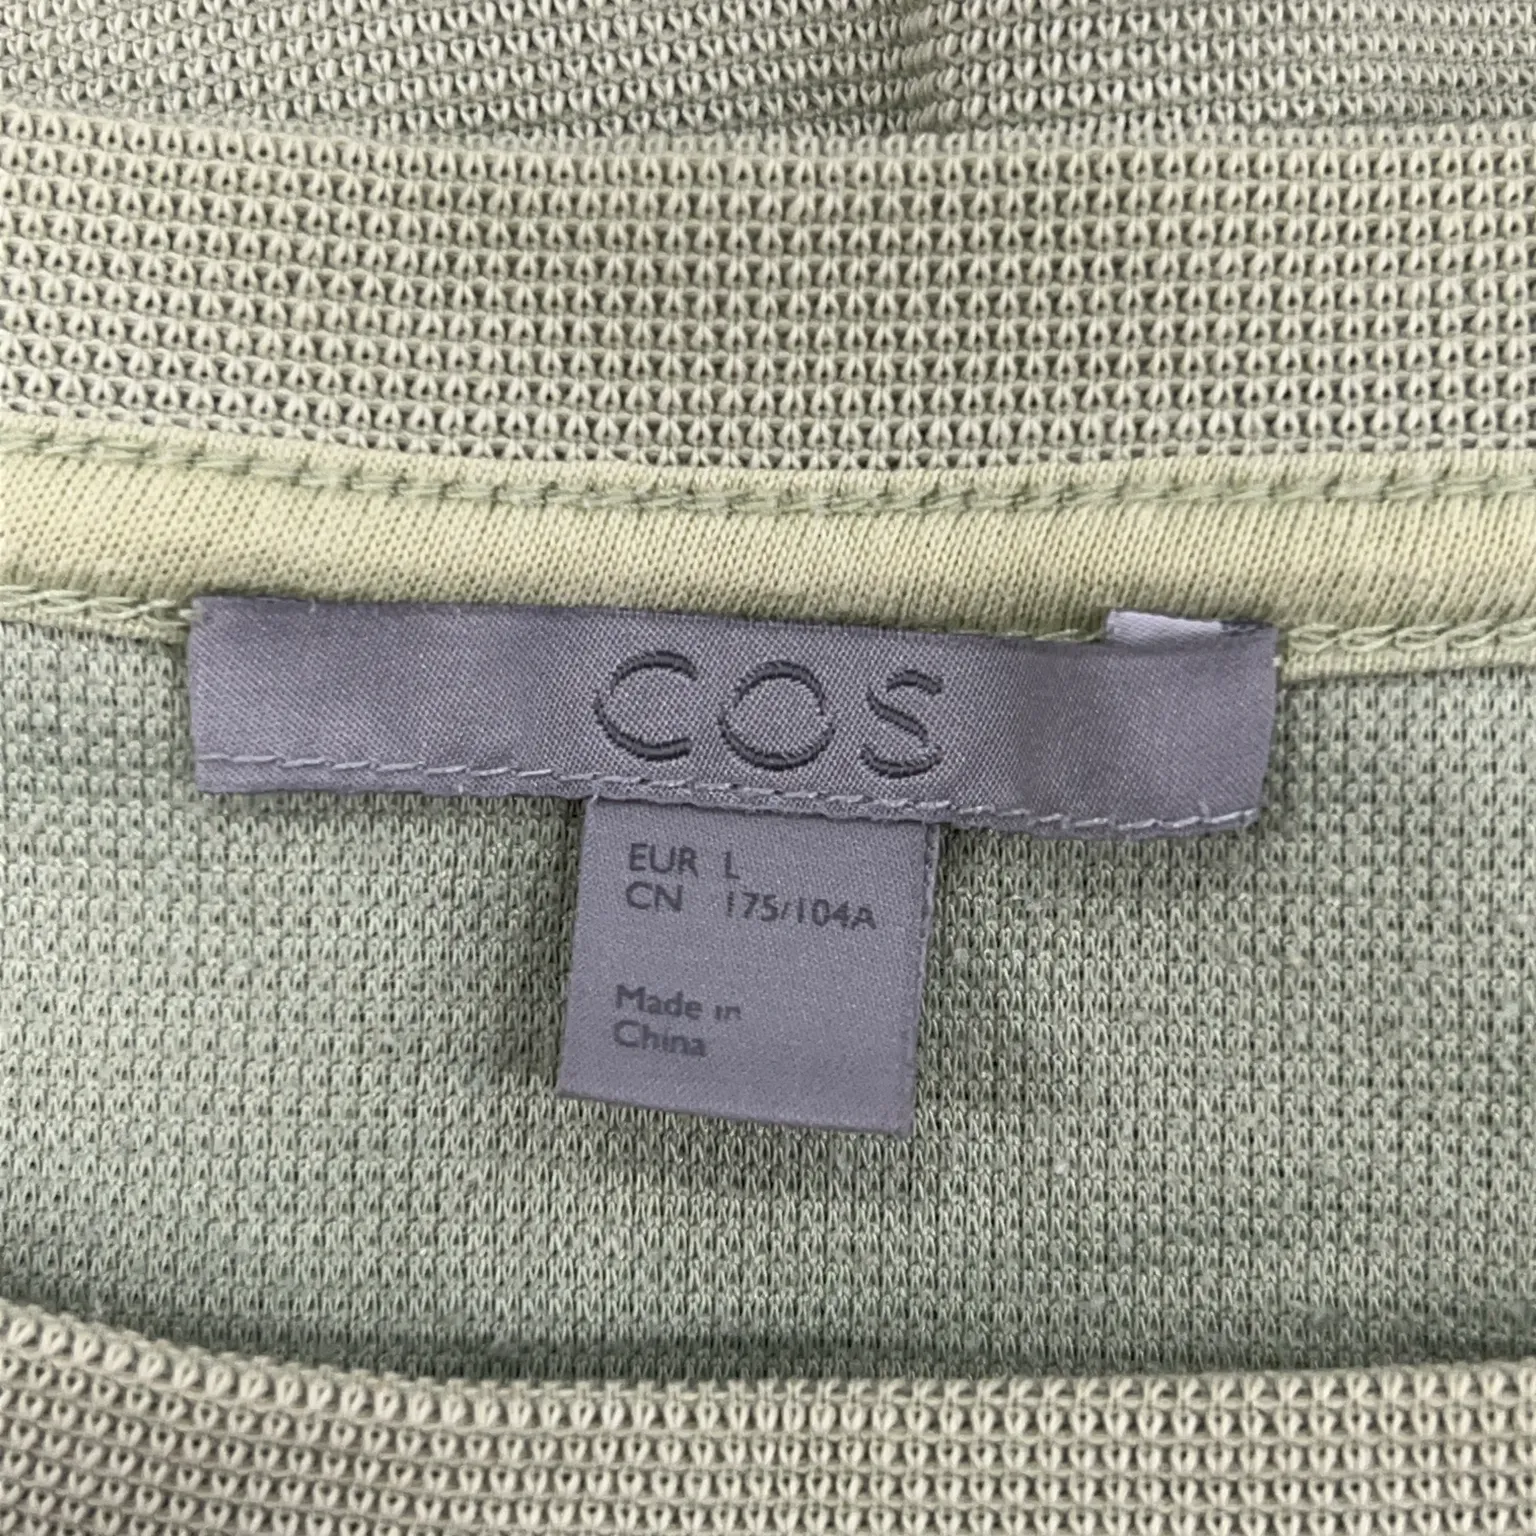 COS
EUR L
CN 175/104A
Made in
China